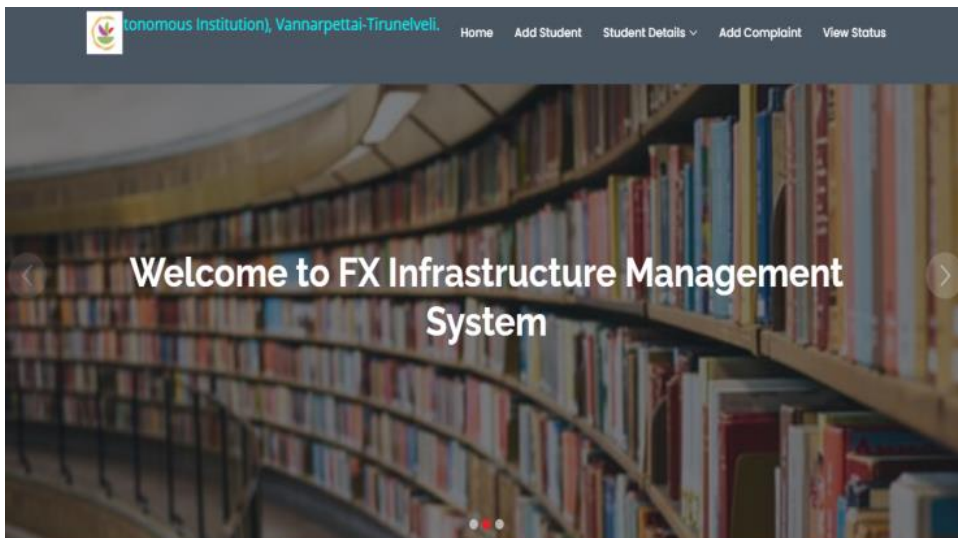 tonomous Institution), Vannarpettai-Tirunelveli.
Home Add Student Student Details Add Complaint View Status
Welcome to FX Infrastructure Management
System